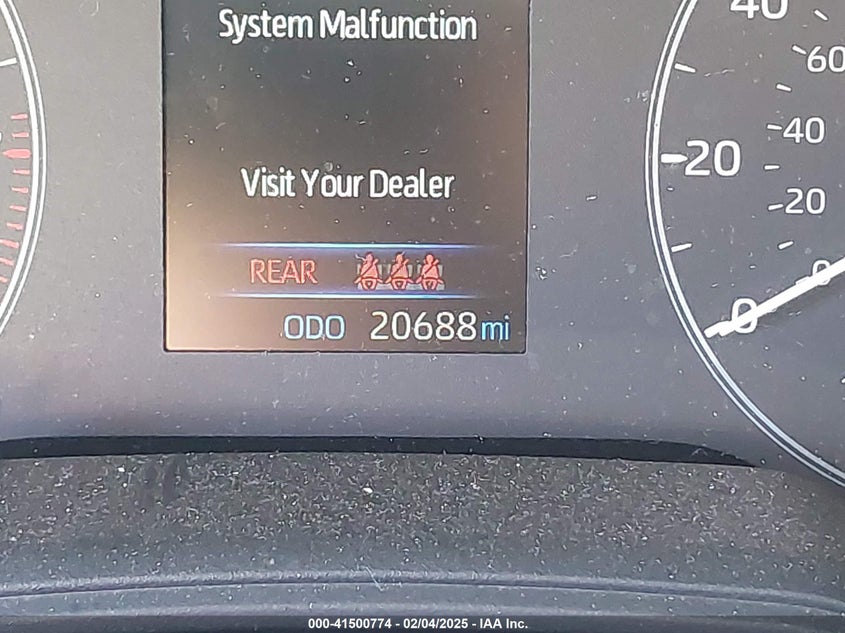 System Malfunction
Visit Your Dealer
REAR
ODO 20688 mi
40
60
20
40
20
0
0
000-41500774 - 02/04/2025 - IAA Inc.